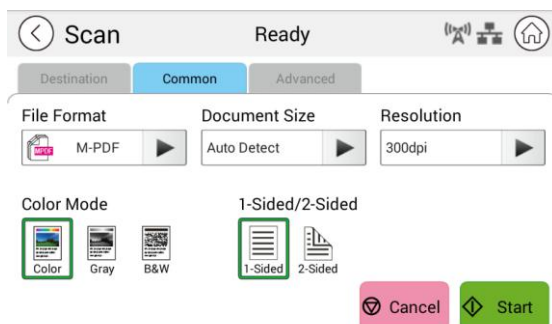 Scan Ready
Destination Common Advanced
File Format Document Size Resolution
MPDF M-PDF Auto Detect 300dpi
Color Mode 1-Sided/2-Sided
Color Gray B&W 1-Sided 2-Sided
Cancel Start